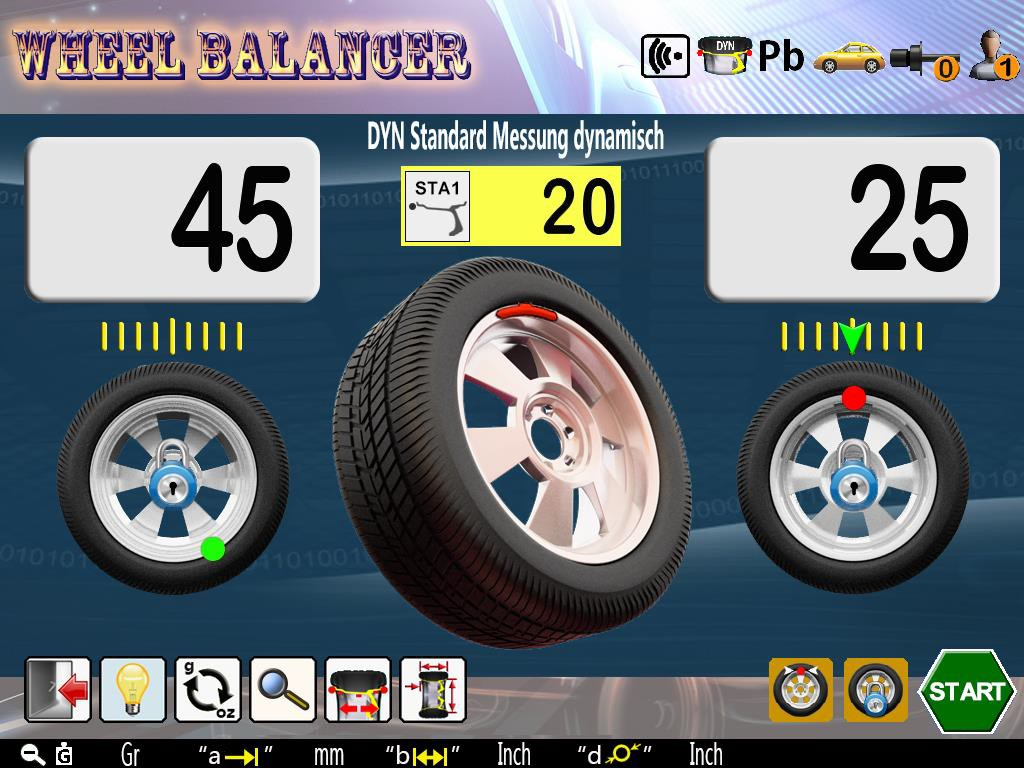 WHEEL BALANCER
DYN
Pb
0
1
DYN Standard Messung dynamisch
45
STA1
20
25
g
oz
START
G
Gr
“a ”
mm
“b ”
Inch
“d ”
Inch